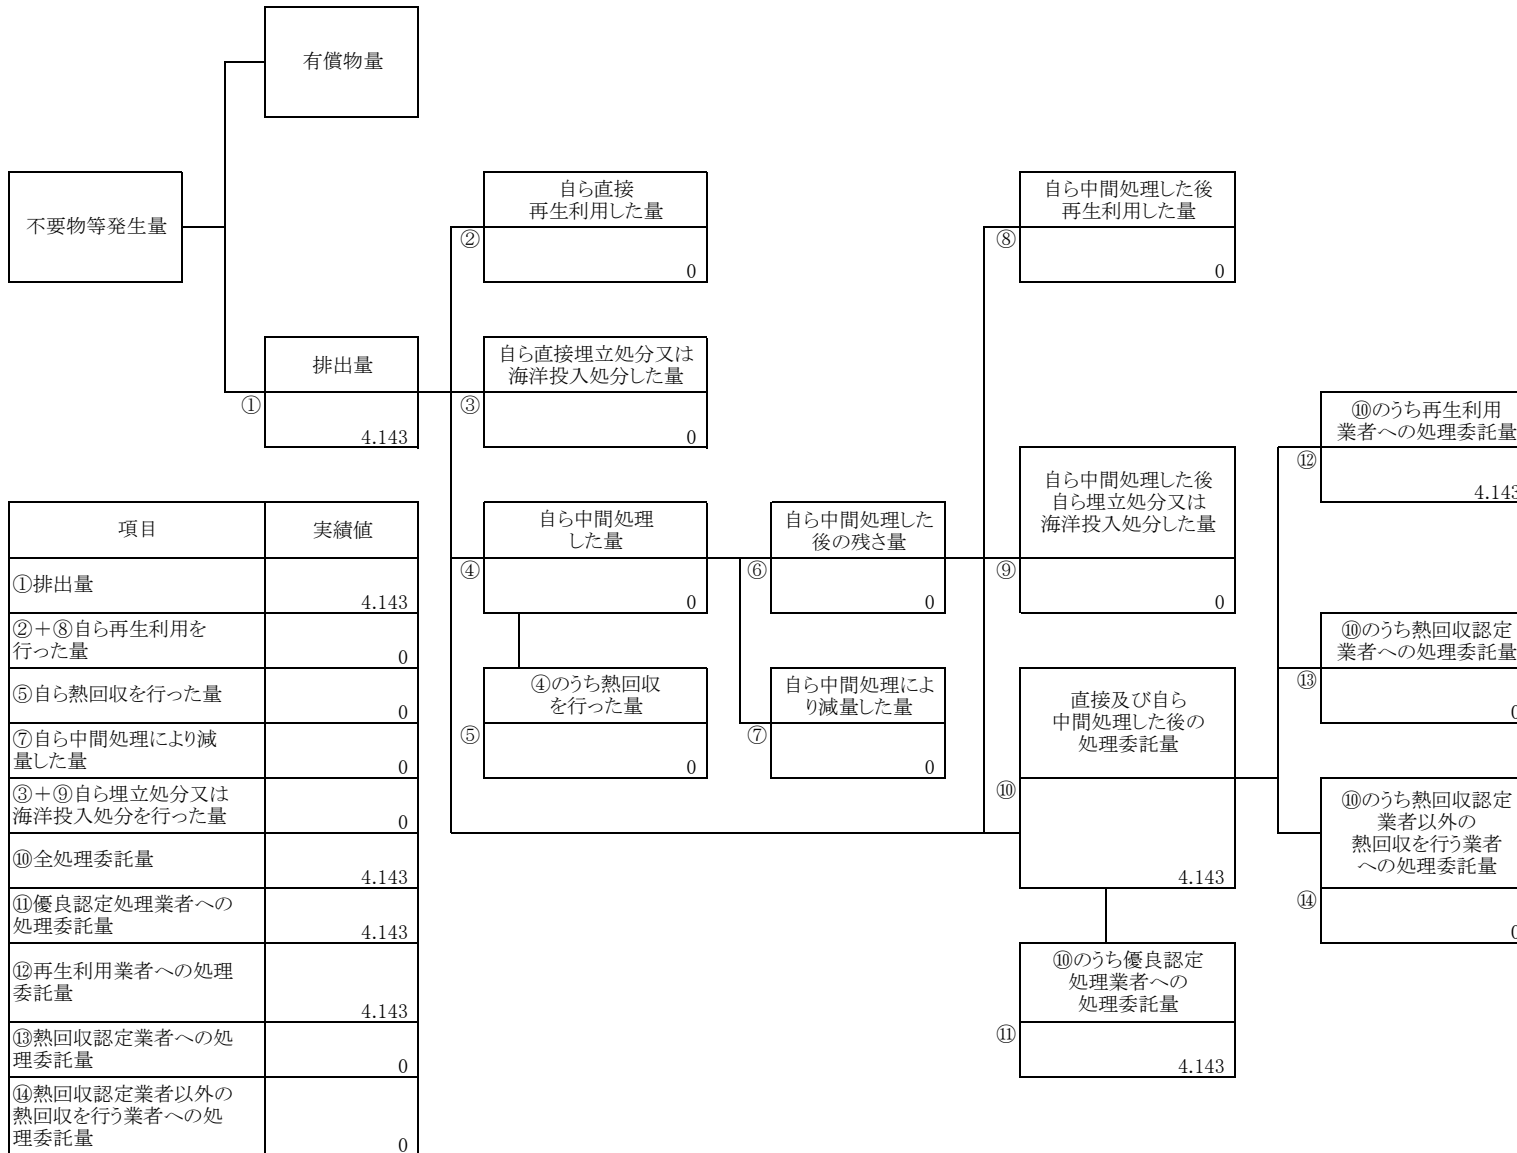 有償物量
不要物等発生量
自ら直接
再生利用した量
②
0
自ら中間処理した後
再生利用した量
⑧
0
排出量
①
4.143
自ら直接埋立処分又は
海洋投入処分した量
③
0
⑩のうち再生利用
業者への処理委託量
⑫
4.143
自ら中間処理
した量
④
0
自ら中間処理した
後の残さ量
⑥
0
自ら中間処理した後
自ら埋立処分又は
海洋投入処分した量
⑨
0
⑩のうち熱回収認定
業者への処理委託量
⑬
0
④のうち熱回収
を行った量
⑤
0
自ら中間処理によ
り減量した量
⑦
0
直接及び自ら
中間処理した後の
処理委託量
⑩
4.143
⑩のうち熱回収認定
業者以外の
熱回収を行う業者
への処理委託量
⑭
0
⑩のうち優良認定
処理業者への
処理委託量
⑪
4.143
項目
実績値
①排出量
4.143
②+⑧自ら再生利用を
行った量
0
⑤自ら熱回収を行った量
0
⑦自ら中間処理により減
量した量
0
③+⑨自ら埋立処分又は
海洋投入処分を行った量
0
⑩全処理委託量
4.143
⑪優良認定処理業者への
処理委託量
4.143
⑫再生利用業者への処理
委託量
4.143
⑬熱回収認定業者への処
理委託量
0
⑭熱回収認定業者以外の
熱回収を行う業者への処
理委託量
0